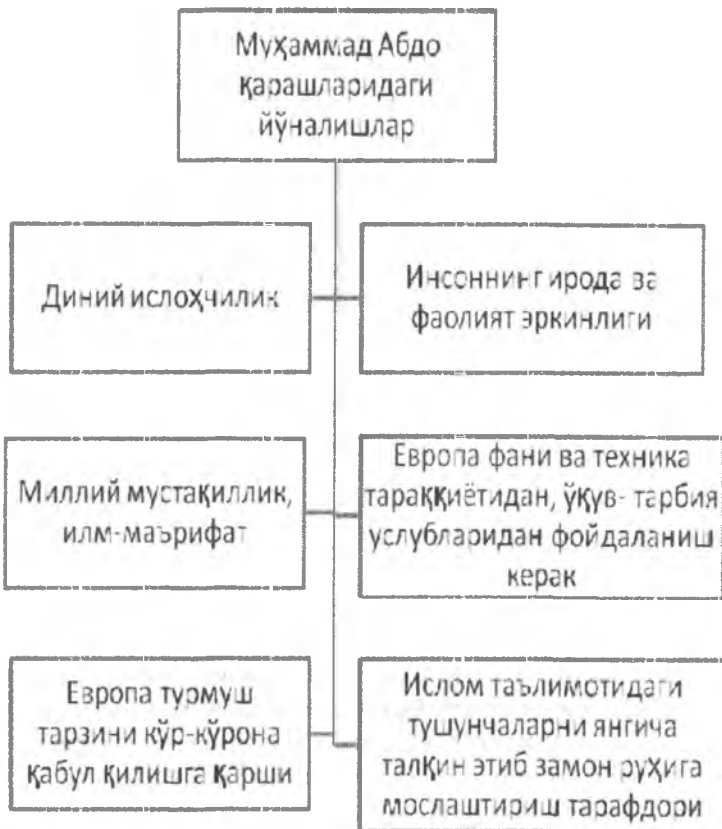 Муҳаммад Абдо
қарашларидаги
йўналишлар
Диний ислоҳчилик
Инсоннинг ирода ва
фаолият эркинлиги
Миллий мустақиллик,
илм-маърифат
Европа фани ва техника
тараққиётидан, ўқув- тарбия
услубларидан фойдаланиш
керак
Европа турмуш
тарзини кўр-кўрона
қабул қилишга қарши
Ислом таълимотидаги
тушунчаларни янгича
талқин этиб замон руҳига
мослаштириш тарафдори